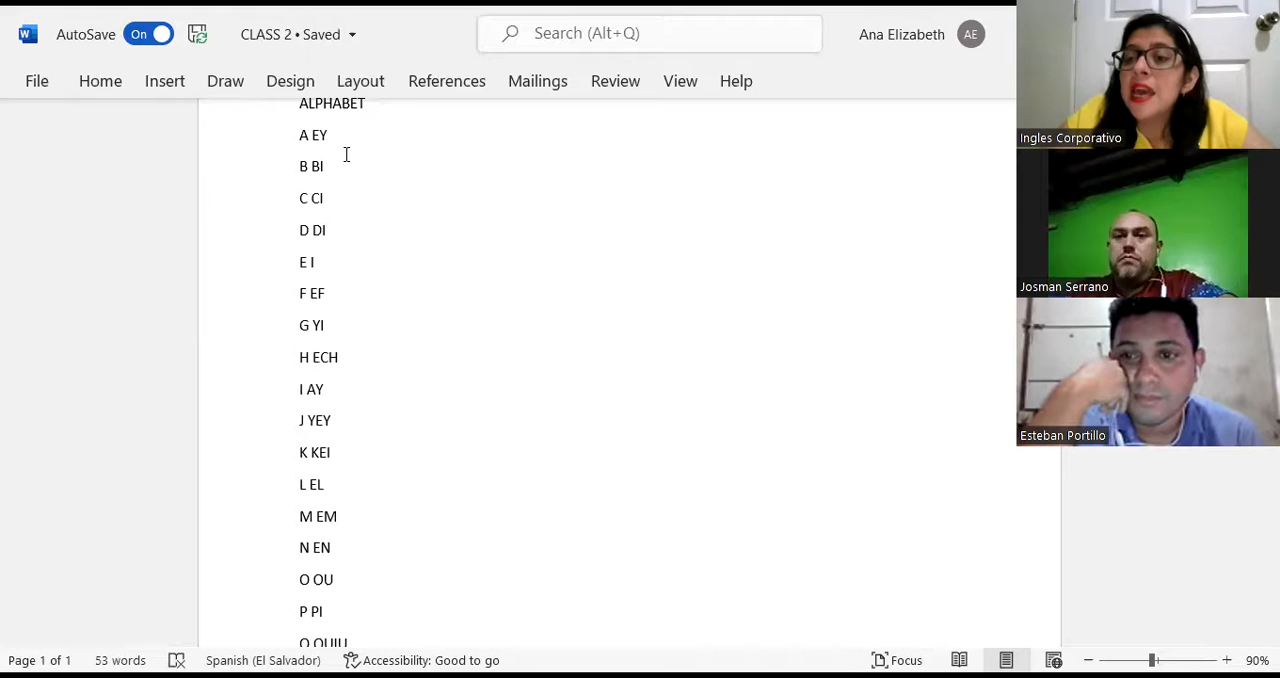 AutoSave On CLASS 2 • Saved Search (Alt+Q) Ana Elizabeth AE
File Home Insert Draw Design Layout References Mailings Review View Help
ALPHABET
A EY
B BI
C CI
D DI
E I
F EF
G YI
H ECH
I AY
J YEY
K KEI
L EL
M EM
N EN
O OU
P PI
Q QUIU
Ingles Corporativo
Josman Serrano
Esteban Portillo
Page 1 of 1 53 words Spanish (El Salvador) Accessibility: Good to go Focus 90%